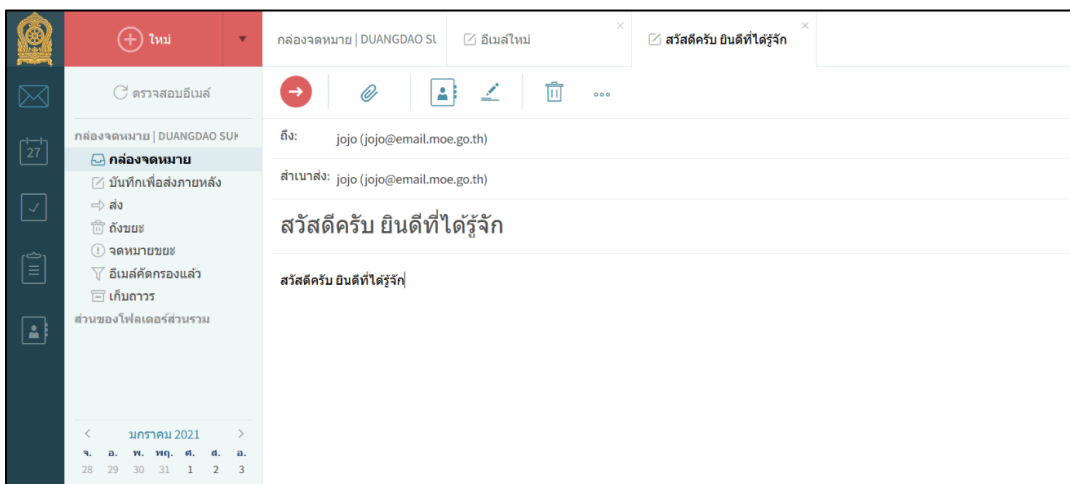 ใหม่
กล่องจดหมาย | DUANGDAO SU
อีเมลใหม่
สวัสดีครับ ยินดีที่ได้รู้จัก
ตรวจสอบอีเมล์
กล่องจดหมาย | DUANGDAO SUK
กล่องจดหมาย
บันทึกเพื่อส่งภายหลัง
ส่ง
ถังขยะ
จดหมายขยะ
อีเมล์คัดกรองแล้ว
เก็บถาวร
ส่วนของโฟลเดอร์ส่วนรวม
27
ถึง: jojo (jojo@email.moe.go.th)
สำเนาส่ง: jojo (jojo@email.moe.go.th)
สวัสดีครับ ยินดีที่ได้รู้จัก
สวัสดีครับ ยินดีที่ได้รู้จัก
มกราคม 2021
จ. อ. พ. พฤ. ศ. ส. อ.
28 29 30 31 1 2 3